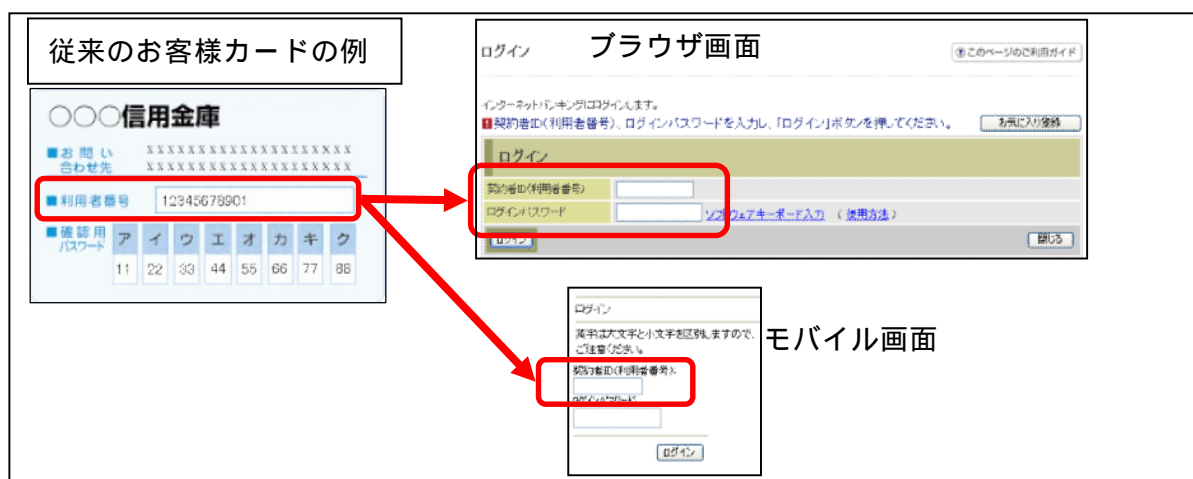 従来のお客様カードの例
○○○信用金庫
■お問い合わせ先
XXXXXXXXXXXXXXXXXX
XXXXXXXXXXXXXXXXXX
■利用者番号 12345678901
■確認用パスワード
ア イ ウ エ オ カ キ ク
11 22 33 44 55 66 77 88
ブラウザ画面
ログイン
このページのご利用ガイド
インターネットバンキングにログインします。
契約者ID(利用者番号)、ログインパスワードを入力し、「ログイン」ボタンを押してください。
お気に入り登録
ログイン
契約者ID(利用者番号)
ログインパスワード
ソフトウェアキーボード入力 (使用方法)
ログイン
閉じる
モバイル画面
ログイン
英字は大文字と小文字を区別しますので、
ご注意ください。
契約者ID(利用者番号):
ログインパスワード
ログイン